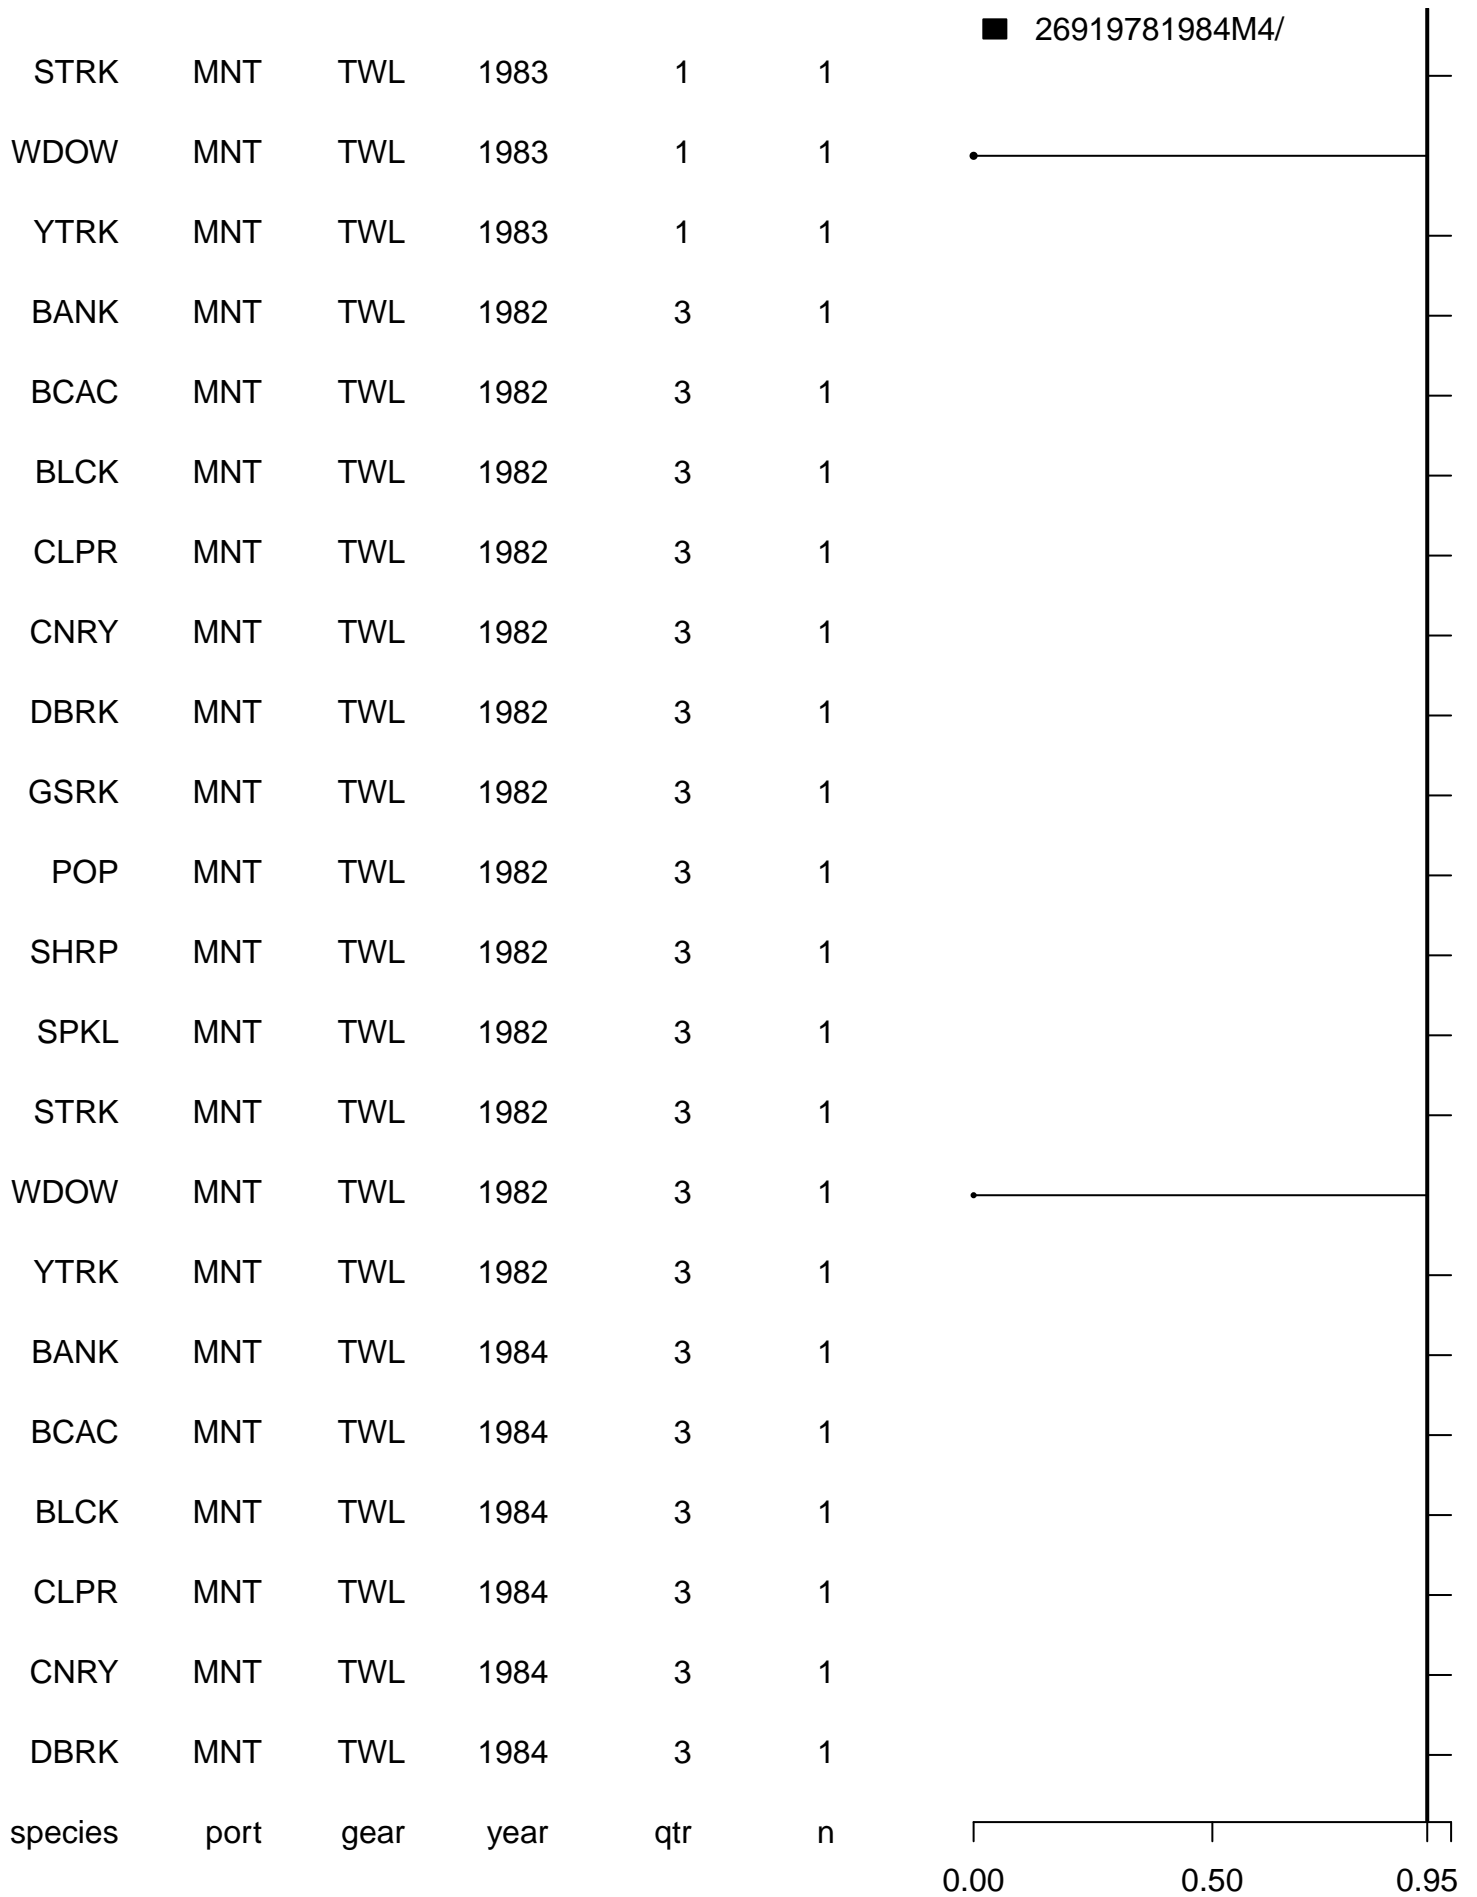 26919781984M4/
STRK MNT TWL 1983 1 1
WDOW MNT TWL 1983 1 1
YTRK MNT TWL 1983 1 1
BANK MNT TWL 1982 3 1
BCAC MNT TWL 1982 3 1
BLCK MNT TWL 1982 3 1
CLPR MNT TWL 1982 3 1
CNRY MNT TWL 1982 3 1
DBRK MNT TWL 1982 3 1
GSRK MNT TWL 1982 3 1
POP MNT TWL 1982 3 1
SHRP MNT TWL 1982 3 1
SPKL MNT TWL 1982 3 1
STRK MNT TWL 1982 3 1
WDOW MNT TWL 1982 3 1
YTRK MNT TWL 1982 3 1
BANK MNT TWL 1984 3 1
BCAC MNT TWL 1984 3 1
BLCK MNT TWL 1984 3 1
CLPR MNT TWL 1984 3 1
CNRY MNT TWL 1984 3 1
DBRK MNT TWL 1984 3 1
species port gear year qtr n
0.00 0.50 0.95